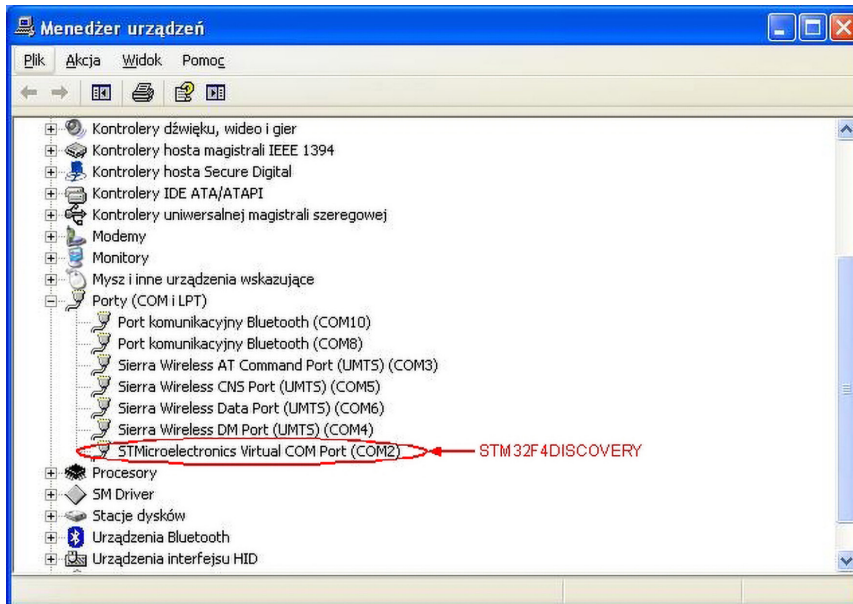 Menedżer urządzeń
Plik Akcja Widok Pomoc
Kontrolery dźwięku, wideo i gier
Kontrolery hosta magistrali IEEE 1394
Kontrolery hosta Secure Digital
Kontrolery IDE ATA/ATAPI
Kontrolery uniwersalnej magistrali szeregowej
Modemy
Monitory
Mysz i inne urządzenia wskazujące
Porty (COM i LPT)
Port komunikacyjny Bluetooth (COM10)
Port komunikacyjny Bluetooth (COM8)
Sierra Wireless AT Command Port (UMTS) (COM3)
Sierra Wireless CNS Port (UMTS) (COM5)
Sierra Wireless Data Port (UMTS) (COM6)
Sierra Wireless DM Port (UMTS) (COM4)
STMicroelectronics Virtual COM Port (COM2) STM32F4DISCOVERY
Procesory
SM Driver
Stacje dysków
Urządzenia Bluetooth
Urządzenia interfejsu HID